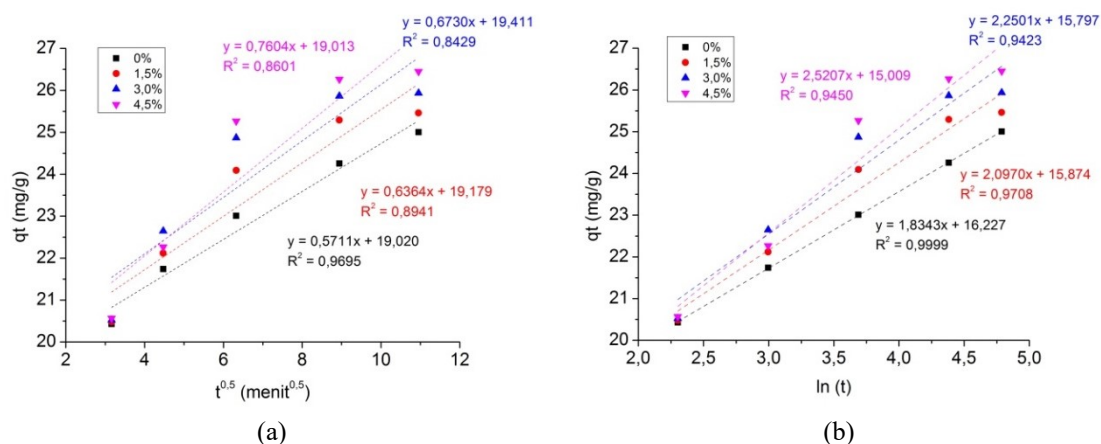 y = 0,6730x + 19,411
R² = 0,8429
y = 0,7604x + 19,013
R² = 0,8601
0%
1,5%
3,0%
4,5%
y = 0,6364x + 19,179
R² = 0,8941
y = 0,5711x + 19,020
R² = 0,9695
27
26
25
24
23
22
21
20
qt (mg/g)
2
4
6
8
10
12
t^0,5 (menit^0,5)
(a)
y = 2,2501x + 15,797
R² = 0,9423
y = 2,5207x + 15,009
R² = 0,9450
0%
1,5%
3,0%
4,5%
y = 2,0970x + 15,874
R² = 0,9708
y = 1,8343x + 16,227
R² = 0,9999
27
26
25
24
23
22
21
20
qt (mg/g)
2,0
2,5
3,0
3,5
4,0
4,5
5,0
ln (t)
(b)